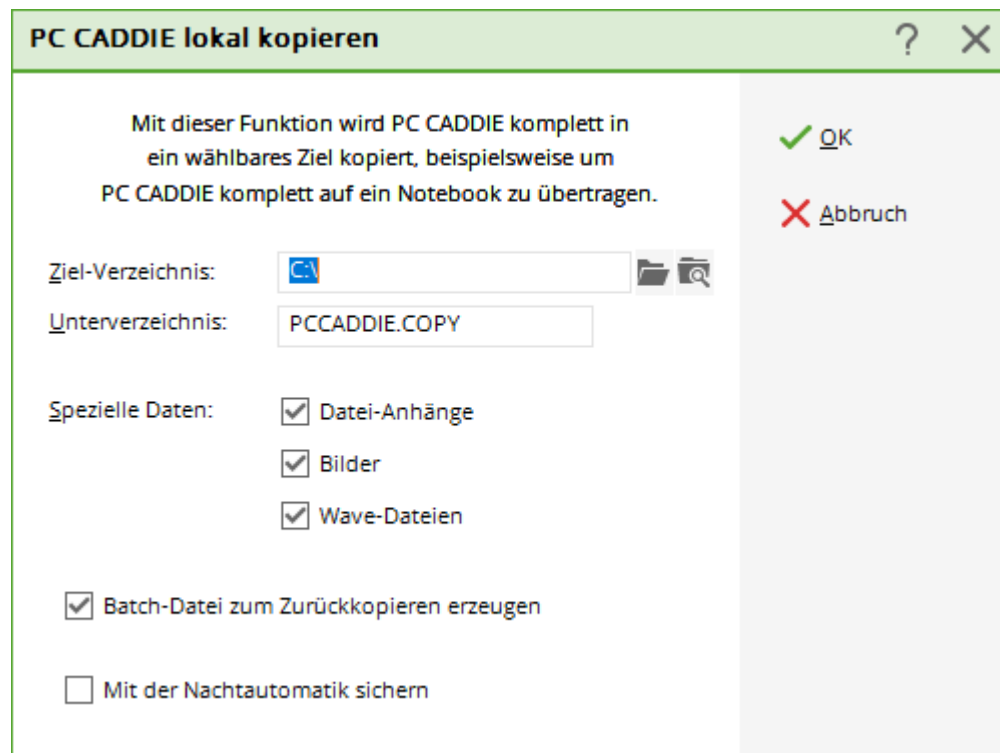 PC CADDIE lokal kopieren
Mit dieser Funktion wird PC CADDIE komplett in
ein wählbares Ziel kopiert, beispielsweise um
PC CADDIE komplett auf ein Notebook zu übertragen.
OK
Abbruch
Ziel-Verzeichnis: C:\
Unterverzeichnis: PCCADDIE.COPY
Spezielle Daten: Datei-Anhänge
Bilder
Wave-Dateien
Batch-Datei zum Zurückkopieren erzeugen
Mit der Nachtautomatik sichern